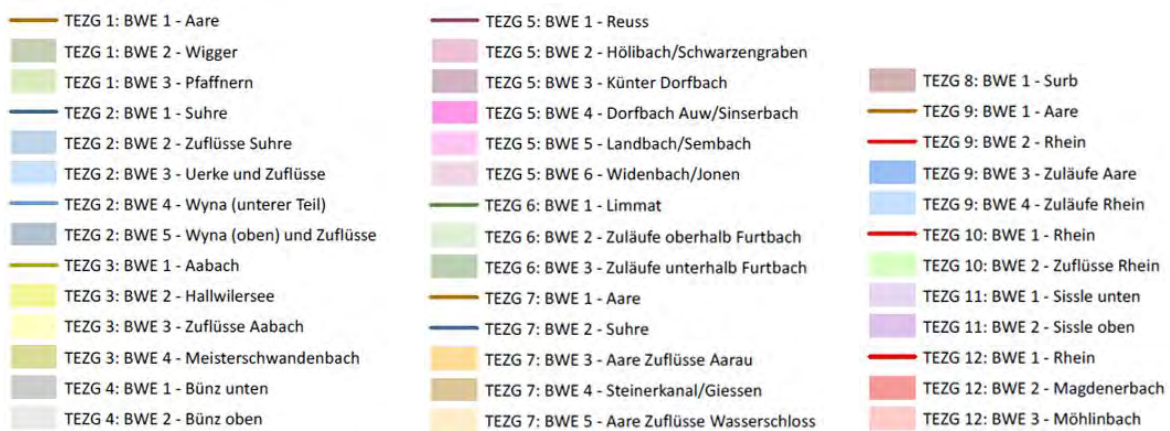 TEZG 1: BWE 1 - Aare
TEZG 1: BWE 2 - Wigger
TEZG 1: BWE 3 - Pfaffnern
TEZG 2: BWE 1 - Suhre
TEZG 2: BWE 2 - Zuflüsse Suhre
TEZG 2: BWE 3 - Uerke und Zuflüsse
TEZG 2: BWE 4 - Wyna (unterer Teil)
TEZG 2: BWE 5 - Wyna (oben) und Zuflüsse
TEZG 3: BWE 1 - Aabach
TEZG 3: BWE 2 - Hallwilersee
TEZG 3: BWE 3 - Zuflüsse Aabach
TEZG 3: BWE 4 - Meisterschwandenbach
TEZG 4: BWE 1 - Bünz unten
TEZG 4: BWE 2 - Bünz oben
TEZG 5: BWE 1 - Reuss
TEZG 5: BWE 2 - Hölibach/Schwarzengraben
TEZG 5: BWE 3 - Künter Dorfbach
TEZG 5: BWE 4 - Dorfbach Auw/Sinserbach
TEZG 5: BWE 5 - Landbach/Sembach
TEZG 5: BWE 6 - Widenbach/Jonen
TEZG 6: BWE 1 - Limmat
TEZG 6: BWE 2 - Zuläufe oberhalb Furtbach
TEZG 6: BWE 3 - Zuläufe unterhalb Furtbach
TEZG 7: BWE 1 - Aare
TEZG 7: BWE 2 - Suhre
TEZG 7: BWE 3 - Aare Zuflüsse Aarau
TEZG 7: BWE 4 - Steinerkanal/Giessen
TEZG 7: BWE 5 - Aare Zuflüsse Wasserschloss
TEZG 8: BWE 1 - Surb
TEZG 9: BWE 1 - Aare
TEZG 9: BWE 2 - Rhein
TEZG 9: BWE 3 - Zuläufe Aare
TEZG 9: BWE 4 - Zuläufe Rhein
TEZG 10: BWE 1 - Rhein
TEZG 10: BWE 2 - Zuflüsse Rhein
TEZG 11: BWE 1 - Sissle unten
TEZG 11: BWE 2 - Sissle oben
TEZG 12: BWE 1 - Rhein
TEZG 12: BWE 2 - Magdenerbach
TEZG 12: BWE 3 - Möhlinbach